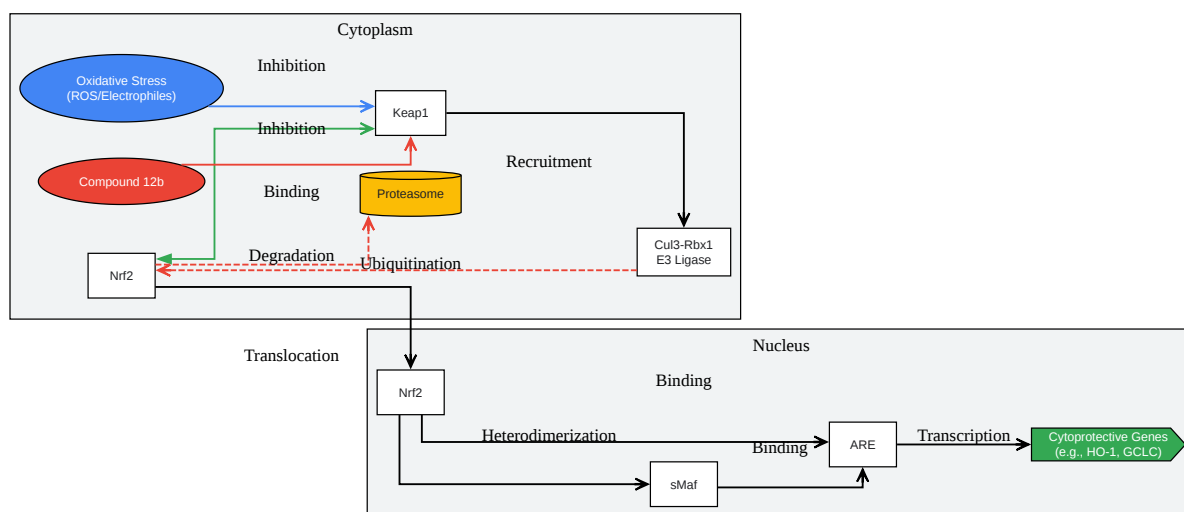 Cytoplasm
Inhibition
Oxidative Stress
(ROS/Electrophiles)
Keap1
Inhibition
Recruitment
Compound 12b
Binding
Proteasome
Cul3-Rbx1
E3 Ligase
Degradation
Ubiquitination
Nrf2
Translocation
Nucleus
Binding
Nrf2
Heterodimerization
Binding
ARE
Transcription
Cytoprotective Genes
(e.g., HO-1, GCLC)
sMaf